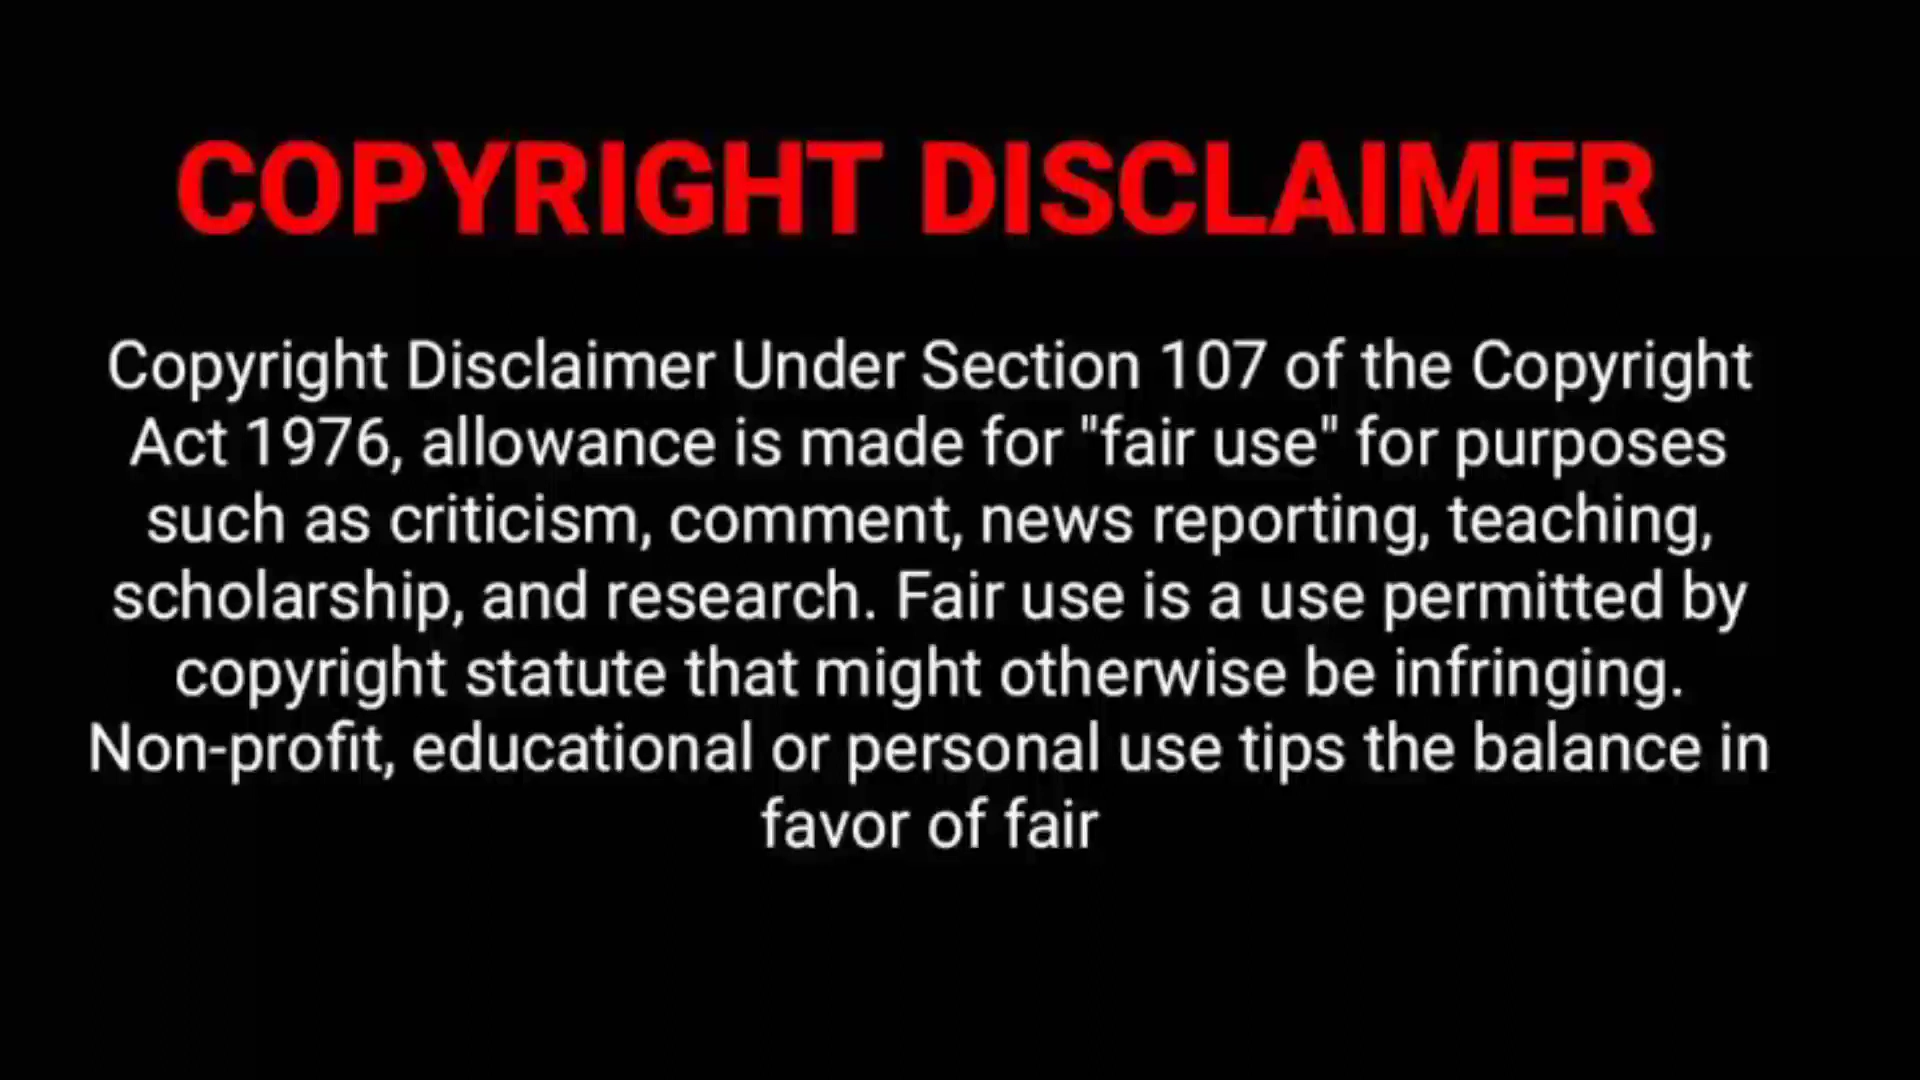 COPYRIGHT DISCLAIMER
Copyright Disclaimer Under Section 107 of the Copyright
Act 1976, allowance is made for "fair use" for purposes
such as criticism, comment, news reporting, teaching,
scholarship, and research. Fair use is a use permitted by
copyright statute that might otherwise be infringing.
Non-profit, educational or personal use tips the balance in
favor of fair